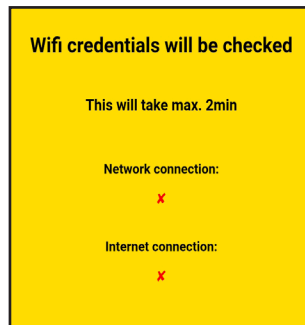 Wifi credentials will be checked
This will take max. 2min
Network connection:
✘
Internet connection:
✘